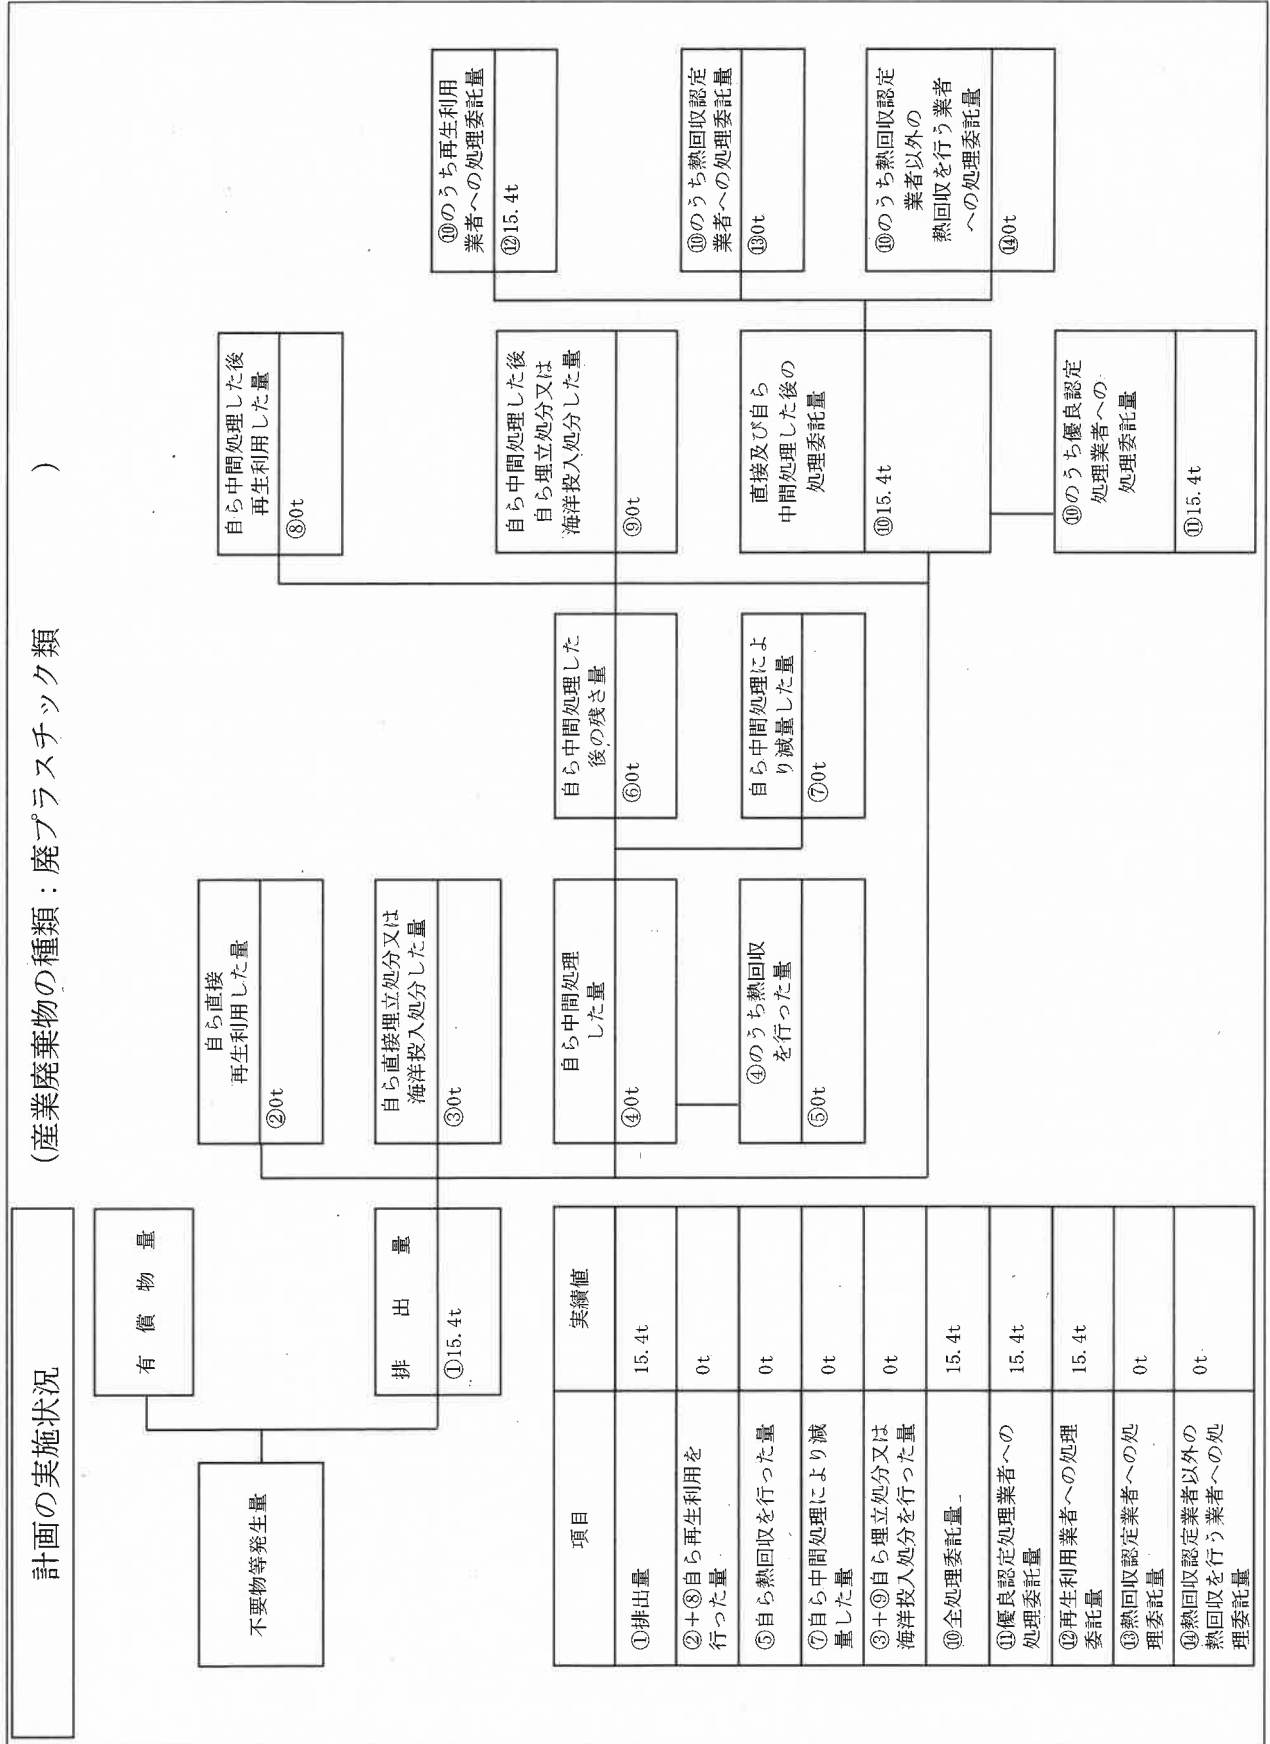 計画の実施状況
(産業廃棄物の種類：廃プラスチック類 )
不要物等発生量
有償物量
排出量
①15.4t
自ら直接
再生利用した量
②0t
自ら直接埋立処分又は
海洋投入処分した量
③0t
自ら中間処理
した量
④0t
④のうち熱回収
を行った量
⑤0t
自ら中間処理した
後の残さ量
⑥0t
自ら中間処理によ
り減量した量
⑦0t
自ら中間処理した後
再生利用した量
⑧0t
自ら中間処理した後
自ら埋立処分又は
海洋投入処分した量
⑨0t
直接及び自ら
中間処理した後の
処理委託量
⑩15.4t
⑩のうち優良認定
処理業者への
処理委託量
⑪15.4t
⑩のうち再生利用
業者への処理委託量
⑫15.4t
⑩のうち熱回収認定
業者への処理委託量
⑬0t
⑩のうち熱回収認定
業者以外の
熱回収を行う業者
への処理委託量
⑭0t
項目 実績値
①排出量 15.4t
②+⑧自ら再生利用を
行った量 0t
⑤自ら熱回収を行った量 0t
⑦自ら中間処理により減
量した量 0t
③+⑨自ら埋立処分又は
海洋投入処分を行った量 0t
⑩全処理委託量 15.4t
⑪優良認定処理業者への
処理委託量 15.4t
⑫再生利用業者への処理
委託量 15.4t
⑬熱回収認定業者への処
理委託量 0t
⑭熱回収認定業者以外の
熱回収を行う業者への処
理委託量 0t